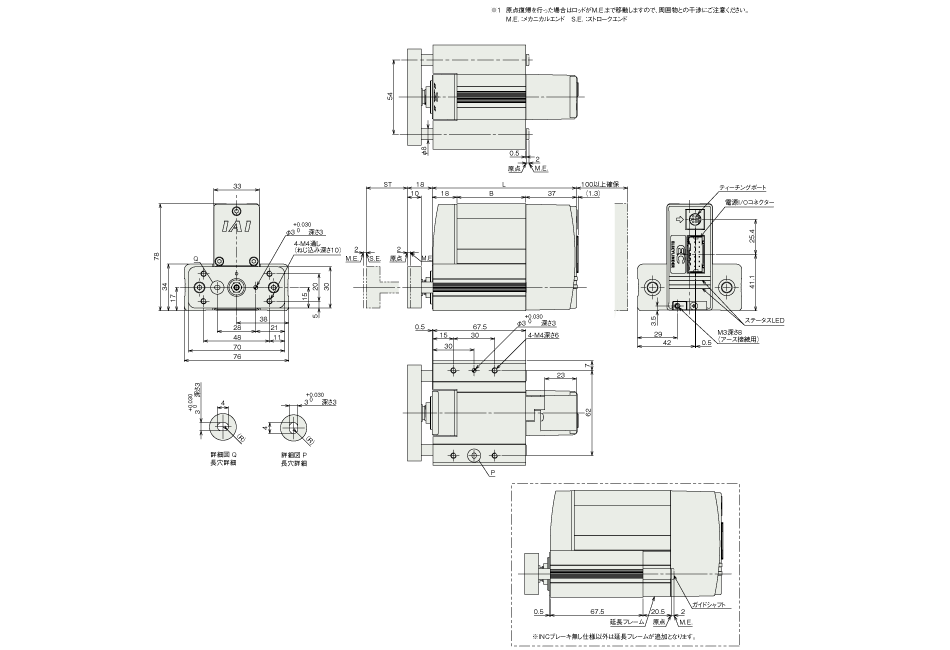 ※1 原点復帰を行った場合はロッドがM.E.まで移動しますので、周囲物との干渉にご注意ください。
M.E.:メカニカルエンド S.E.:ストロークエンド
54
φ8
0.5
2
原点
M.E.
33
+0.030
φ3 0 深さ3
4-M4通し
(ねじ込み深さ10)
Q
78
34
17
15
20
30
5
38
28
21
48
11
70
76
ST
18
L
100以上確保
10
18
B
37
(1.3)
2
M.E.
S.E.
2
原点
M.E.
ティーチングポート
電源I/Oコネクター
IAI
25.4
41.1
3.5
29
42
0.5
ステータスLED
M3深さ8
(アース接続用)
0.5
67.5
+0.030
φ3 0 深さ3
15
30
4-M4深さ6
30
7
23
62
P
+0.030
3 0 深さ3
4
(R)
詳細図 Q
長穴詳細
+0.030
3 0 深さ3
4
(R)
詳細図 P
長穴詳細
ガイドシャフト
0.5
67.5
20.5
2
延長フレーム
原点
M.E.
※INCブレーキ無し仕様以外は延長フレームが追加となります。